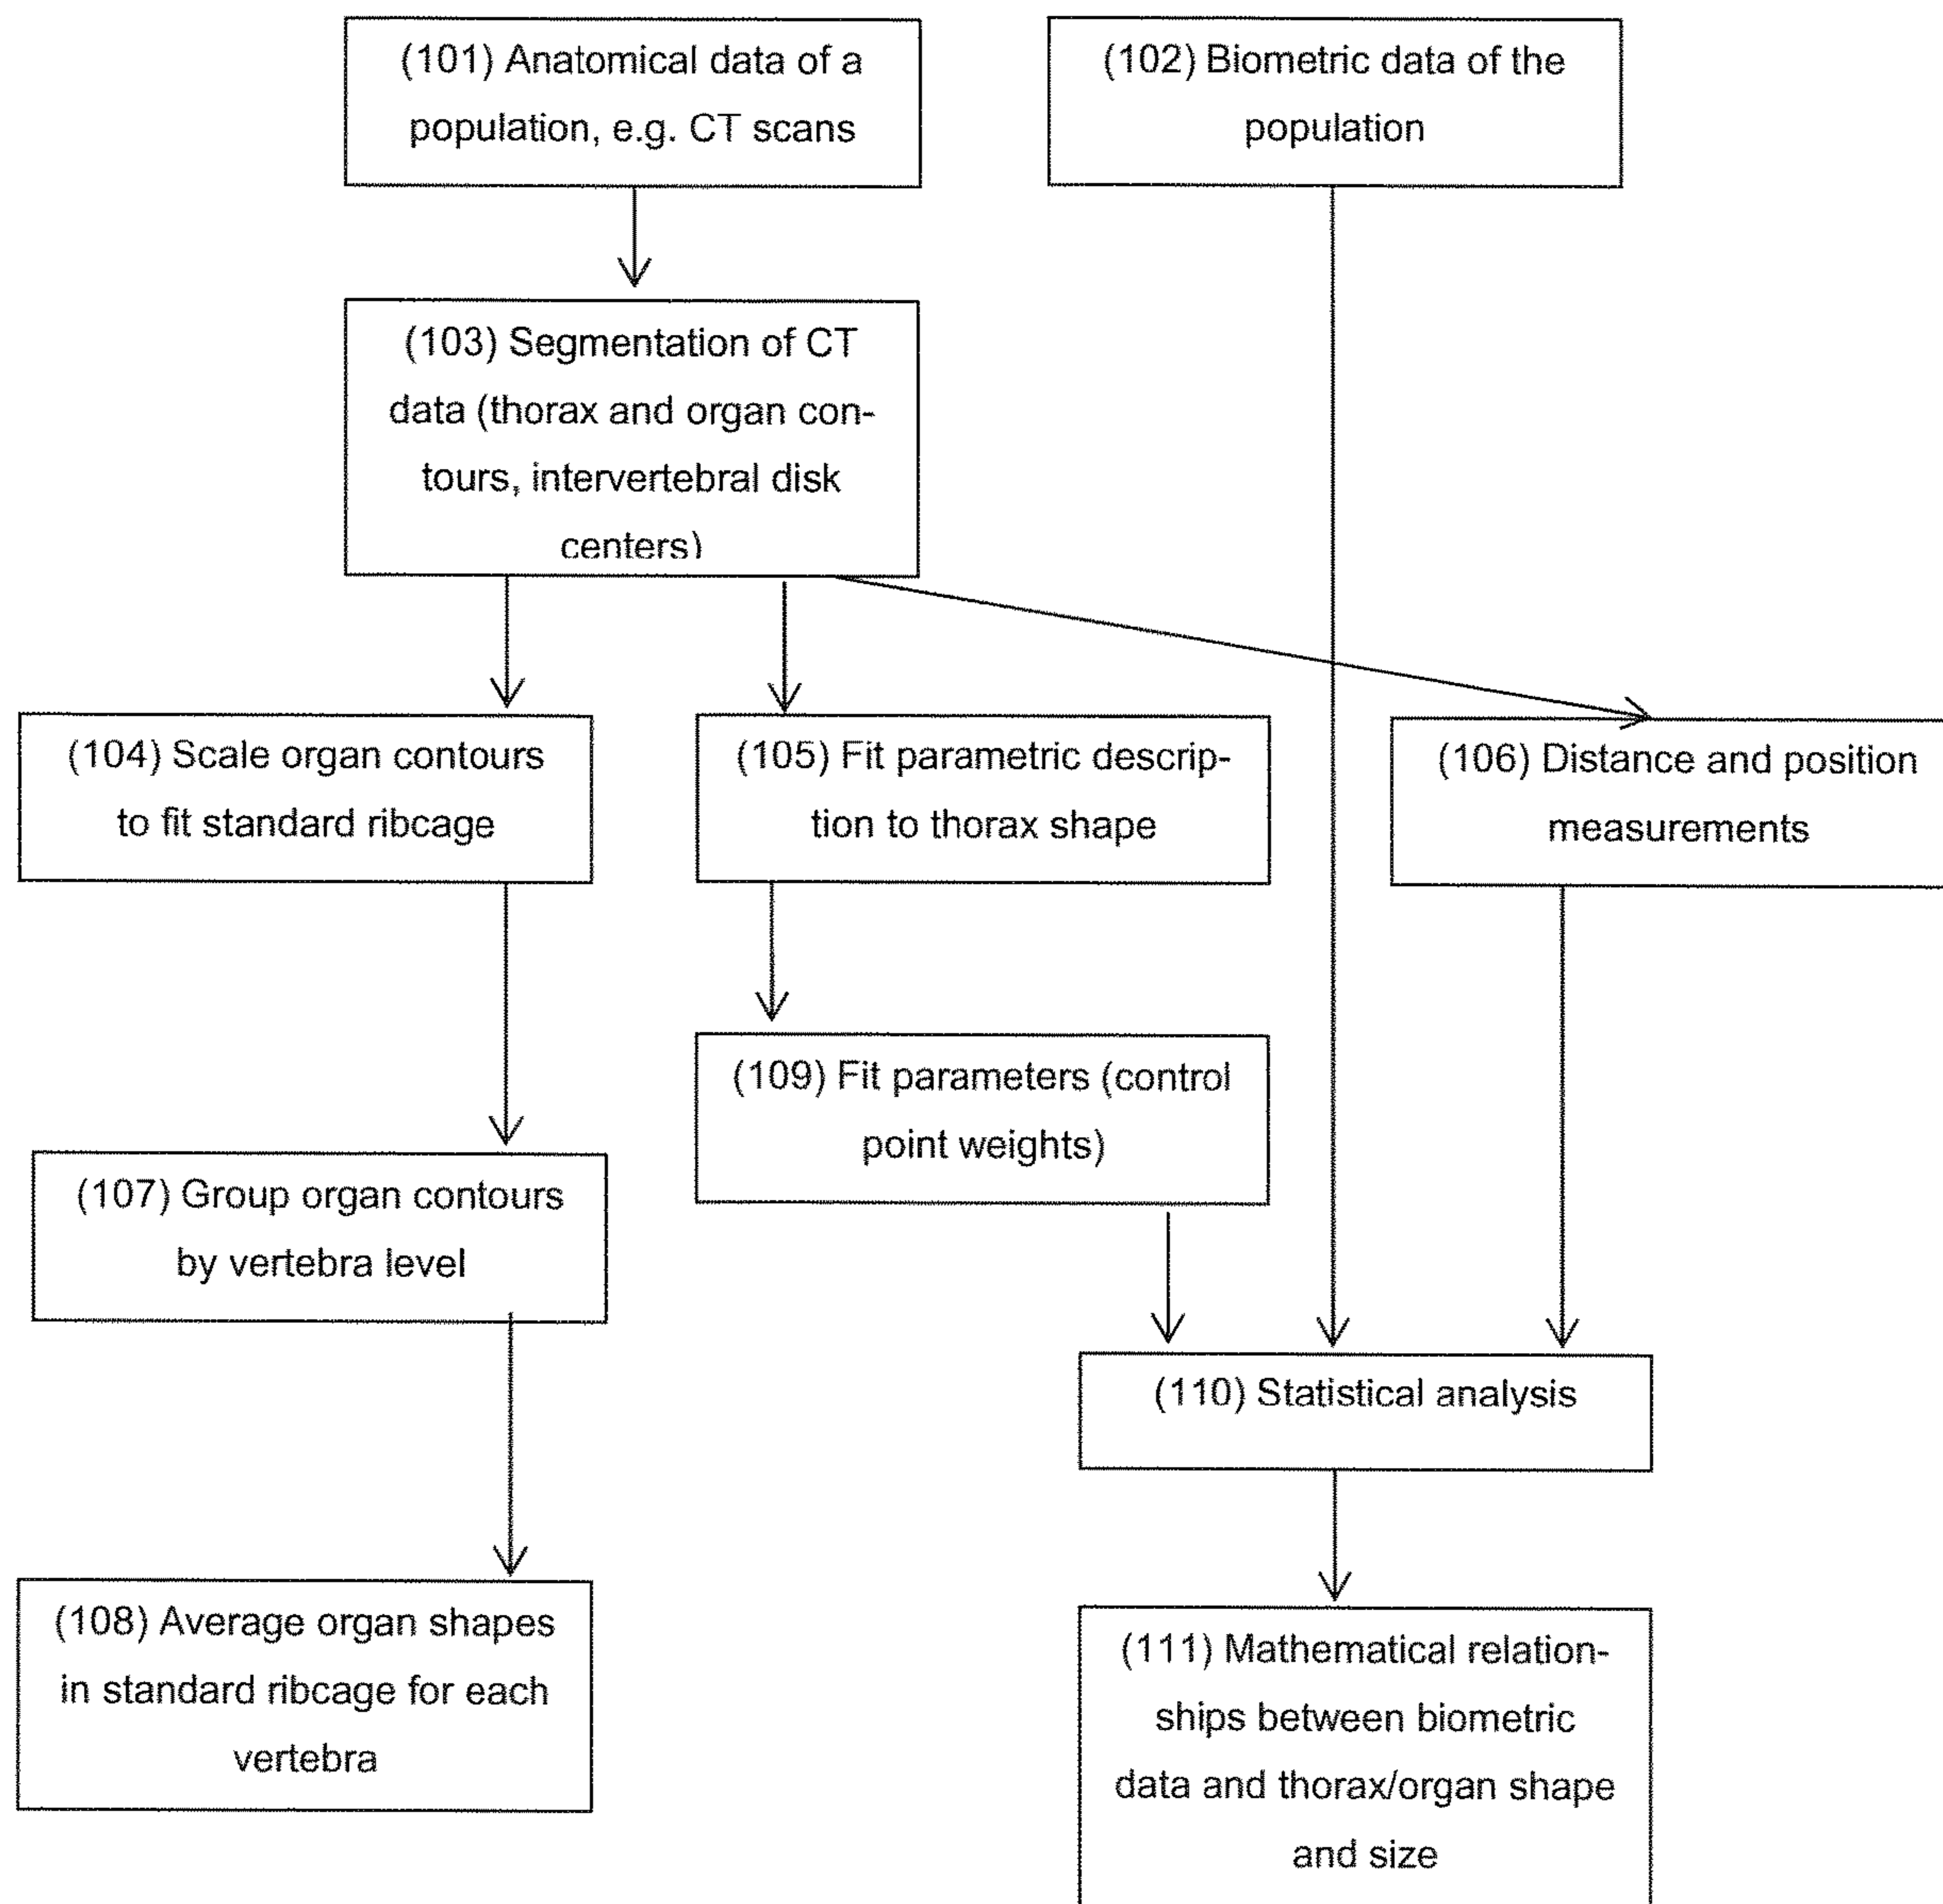 (101) Anatomical data of a
population, e.g. CT scans
(102) Biometric data of the
population
(103) Segmentation of CT
data (thorax and organ con-
tours, intervertebral disk
centers)
(104) Scale organ contours
to fit standard ribcage
(105) Fit parametric descrip-
tion to thorax shape
(106) Distance and position
measurements
(109) Fit parameters (control
point weights)
(107) Group organ contours
by vertebra level
(110) Statistical analysis
(108) Average organ shapes
in standard ribcage for each
vertebra
(111) Mathematical relation-
ships between biometric
data and thorax/organ shape
and size